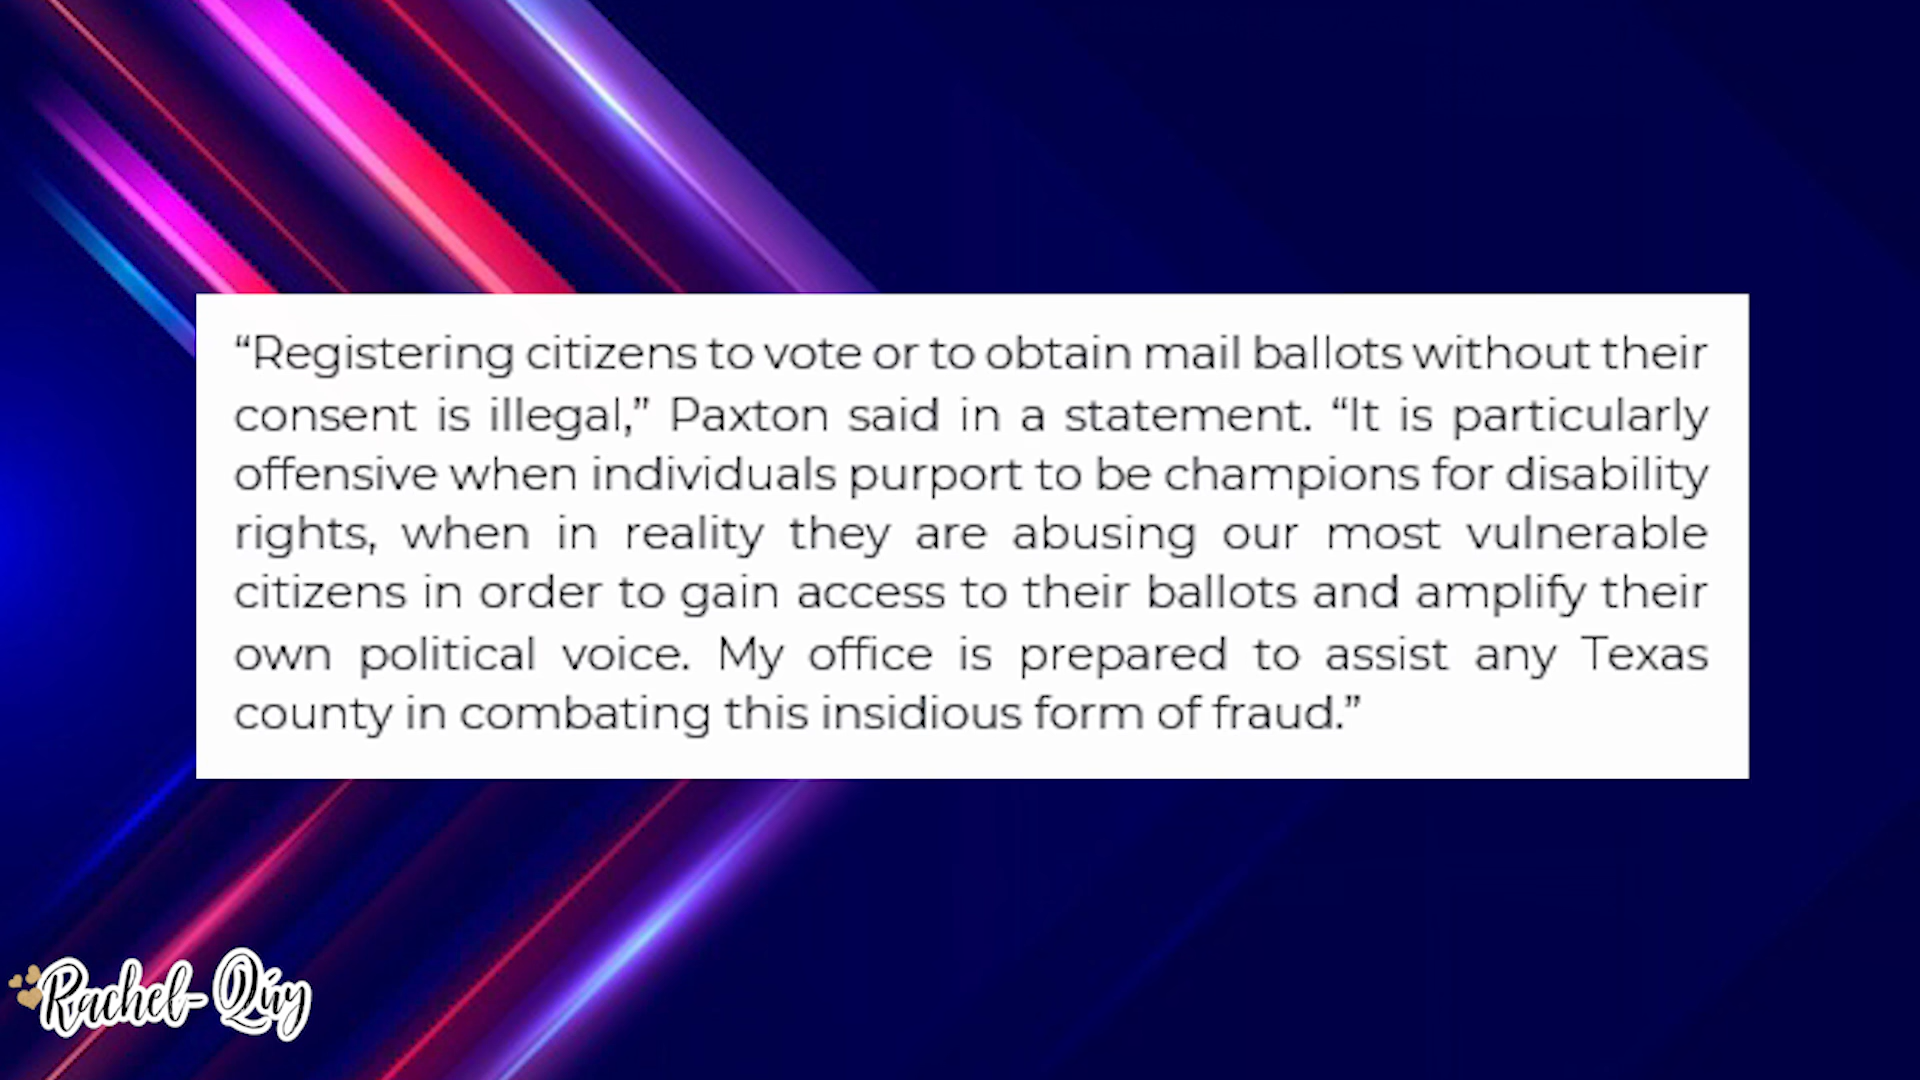 “Registering citizens to vote or to obtain mail ballots without their
consent is illegal,” Paxton said in a statement. “It is particularly
offensive when individuals purport to be champions for disability
rights, when in reality they are abusing our most vulnerable
citizens in order to gain access to their ballots and amplify their
own political voice. My office is prepared to assist any Texas
county in combating this insidious form of fraud.”
Rachel- Qúy